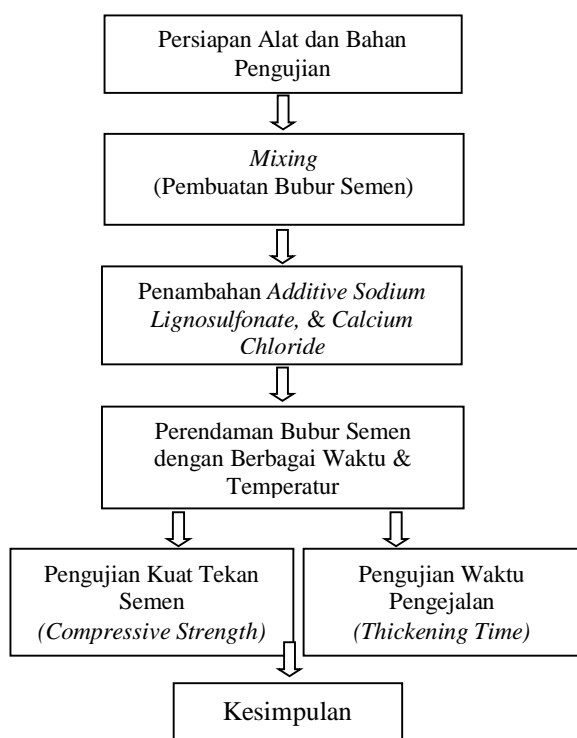 Persiapan Alat dan Bahan
Pengujian
Mixing
(Pembuatan Bubur Semen)
Penambahan Additive Sodium
Lignosulfonate, & Calcium
Chloride
Perendaman Bubur Semen
dengan Berbagai Waktu &
Temperatur
Pengujian Kuat Tekan
Semen
(Compressive Strength)
Pengujian Waktu
Pengejalan
(Thickening Time)
Kesimpulan